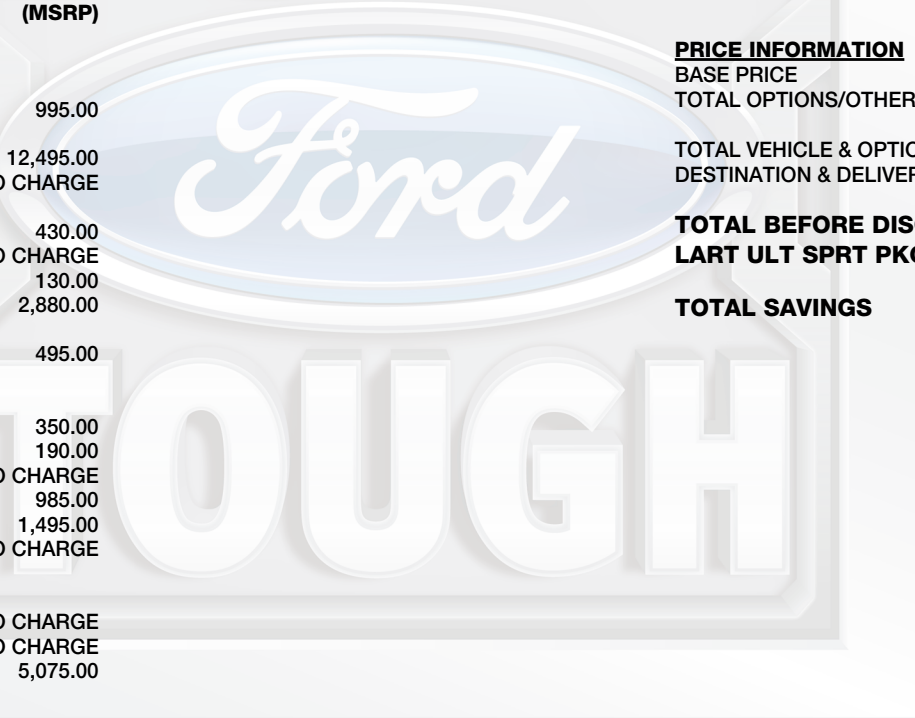 (MSRP)
995.00
12,495.00
CHARGE
430.00
CHARGE
130.00
2,880.00
495.00
350.00
190.00
CHARGE
985.00
1,495.00
CHARGE
CHARGE
CHARGE
5,075.00
Ford
TOUGH
PRICE INFORMATION
BASE PRICE
TOTAL OPTIONS/OTHER
TOTAL VEHICLE & OPTIO
DESTINATION & DELIVER
TOTAL BEFORE DIS
LART ULT SPRT PK
TOTAL SAVINGS